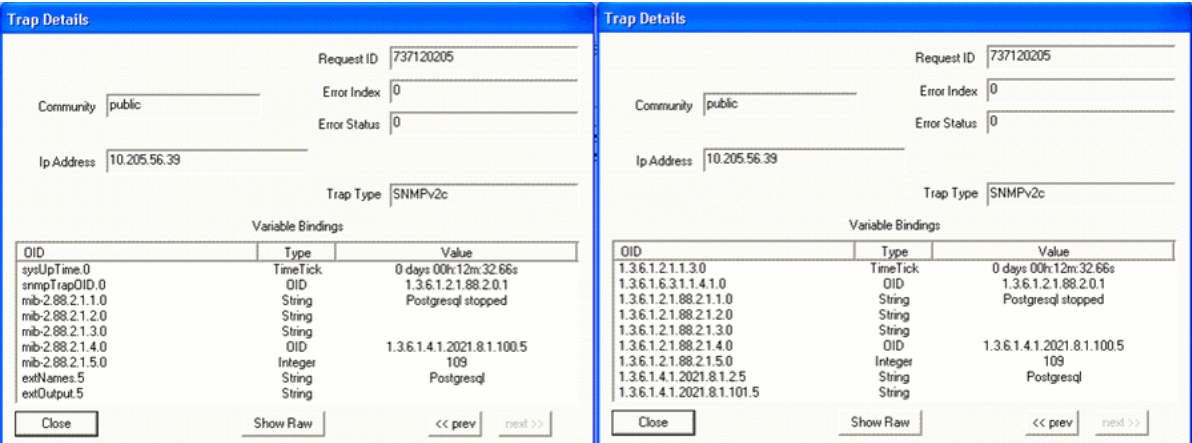 Trap Details
Request ID 737120205
Error Index 0
Community public
Error Status 0
Ip Address 10.205.56.39
Trap Type SNMPv2c
Variable Bindings
OID Type Value
sysUpTime.0 TimeTick 0 days 00h:12m:32.66s
snmpTrapOID.0 OID 1.3.6.1.2.1.88.2.0.1
mib-2.88.2.1.1.0 String Postgresql stopped
mib-2.88.2.1.2.0 String
mib-2.88.2.1.3.0 String
mib-2.88.2.1.4.0 OID 1.3.6.1.4.1.2021.8.1.100.5
mib-2.88.2.1.5.0 Integer 109
extNames.5 String Postgresql
extOutput.5 String
Close Show Raw << prev next >>
Trap Details
Request ID 737120205
Error Index 0
Community public
Error Status 0
Ip Address 10.205.56.39
Trap Type SNMPv2c
Variable Bindings
OID Type Value
1.3.6.1.2.1.1.3.0 TimeTick 0 days 00h:12m:32.66s
1.3.6.1.6.3.1.1.4.1.0 OID 1.3.6.1.2.1.88.2.0.1
1.3.6.1.2.1.88.2.1.1.0 String Postgresql stopped
1.3.6.1.2.1.88.2.1.2.0 String
1.3.6.1.2.1.88.2.1.3.0 String
1.3.6.1.2.1.88.2.1.4.0 OID 1.3.6.1.4.1.2021.8.1.100.5
1.3.6.1.2.1.88.2.1.5.0 Integer 109
1.3.6.1.4.1.2021.8.1.2.5 String Postgresql
1.3.6.1.4.1.2021.8.1.101.5 String
Close Show Raw << prev next >>